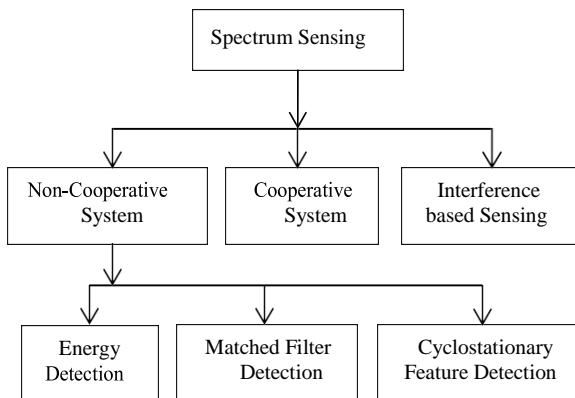 Spectrum Sensing
Non-Cooperative
System
Cooperative
System
Interference
based Sensing
Energy
Detection
Matched Filter
Detection
Cyclostationary
Feature Detection